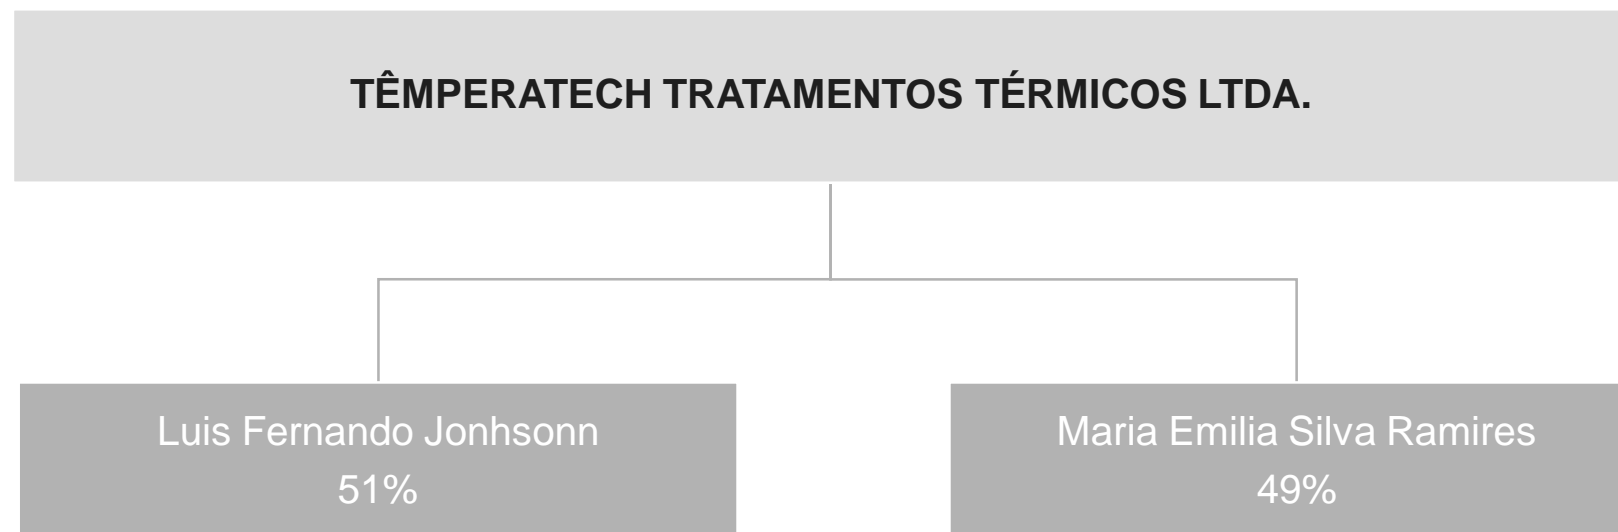 TÊMPERATECH TRATAMENTOS TÉRMICOS LTDA.
Luis Fernando Jonhsonn
51%
Maria Emilia Silva Ramires
49%